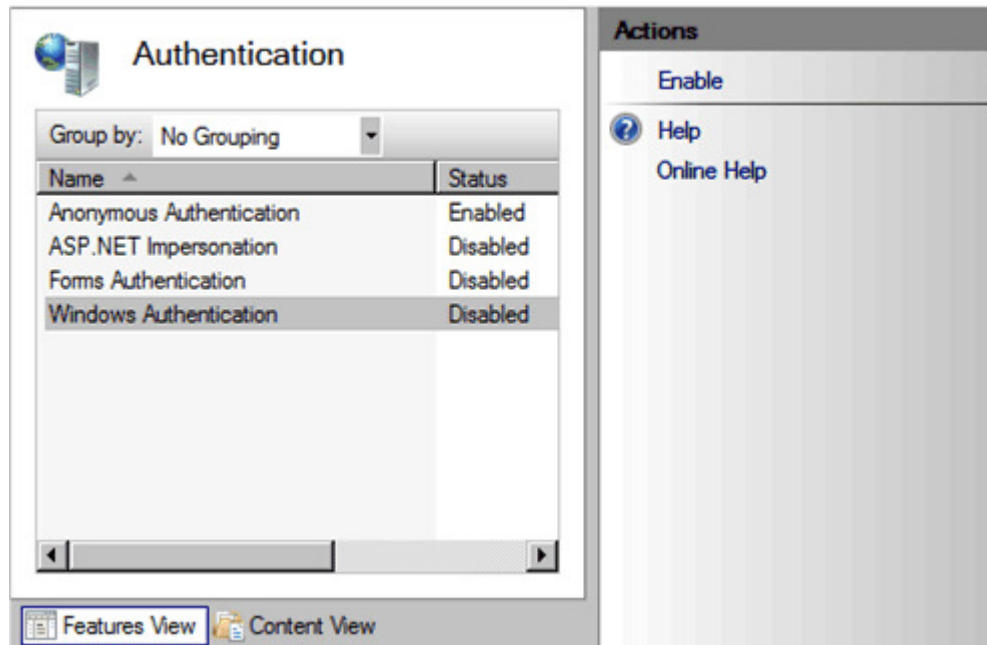 Authentication
Group by: No Grouping
Name Status
Anonymous Authentication Enabled
ASP.NET Impersonation Disabled
Forms Authentication Disabled
Windows Authentication Disabled
Features View Content View
Actions
Enable
Help
Online Help